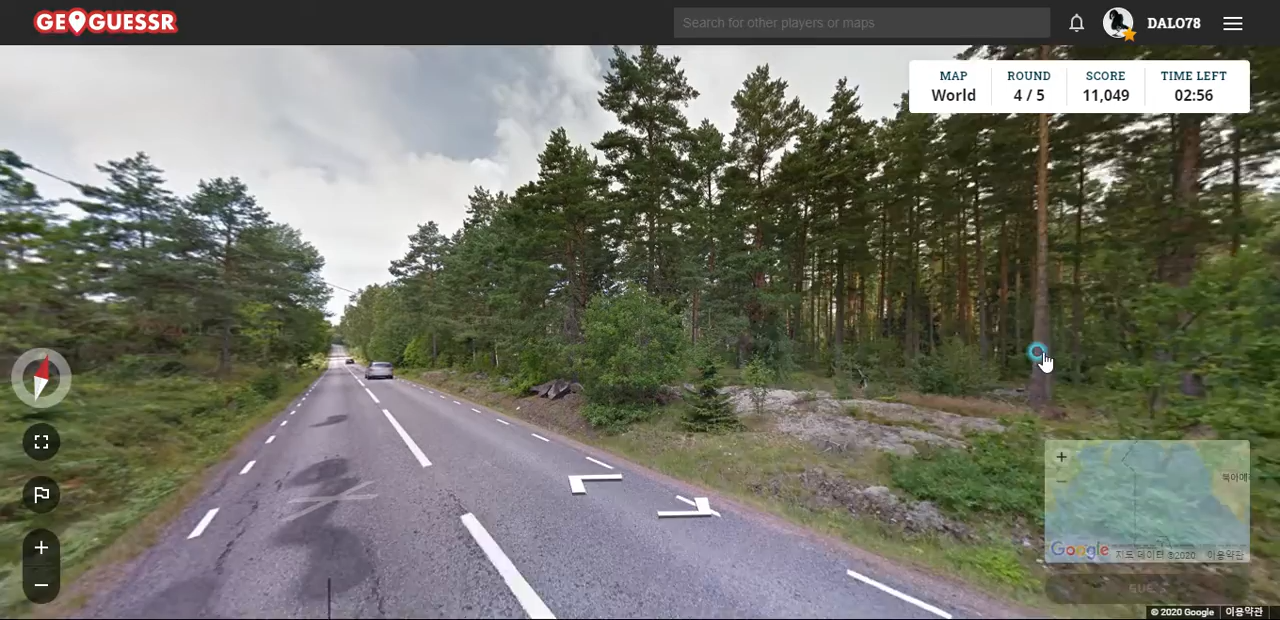 GEOGUESSR
Search for other players or maps
DALO78
MAP ROUND SCORE TIME LEFT
World 4 / 5 11,049 02:56
+
−
+
−
Google 지도 데이터 ©2020 이용약관
© 2020 Google 이용약관